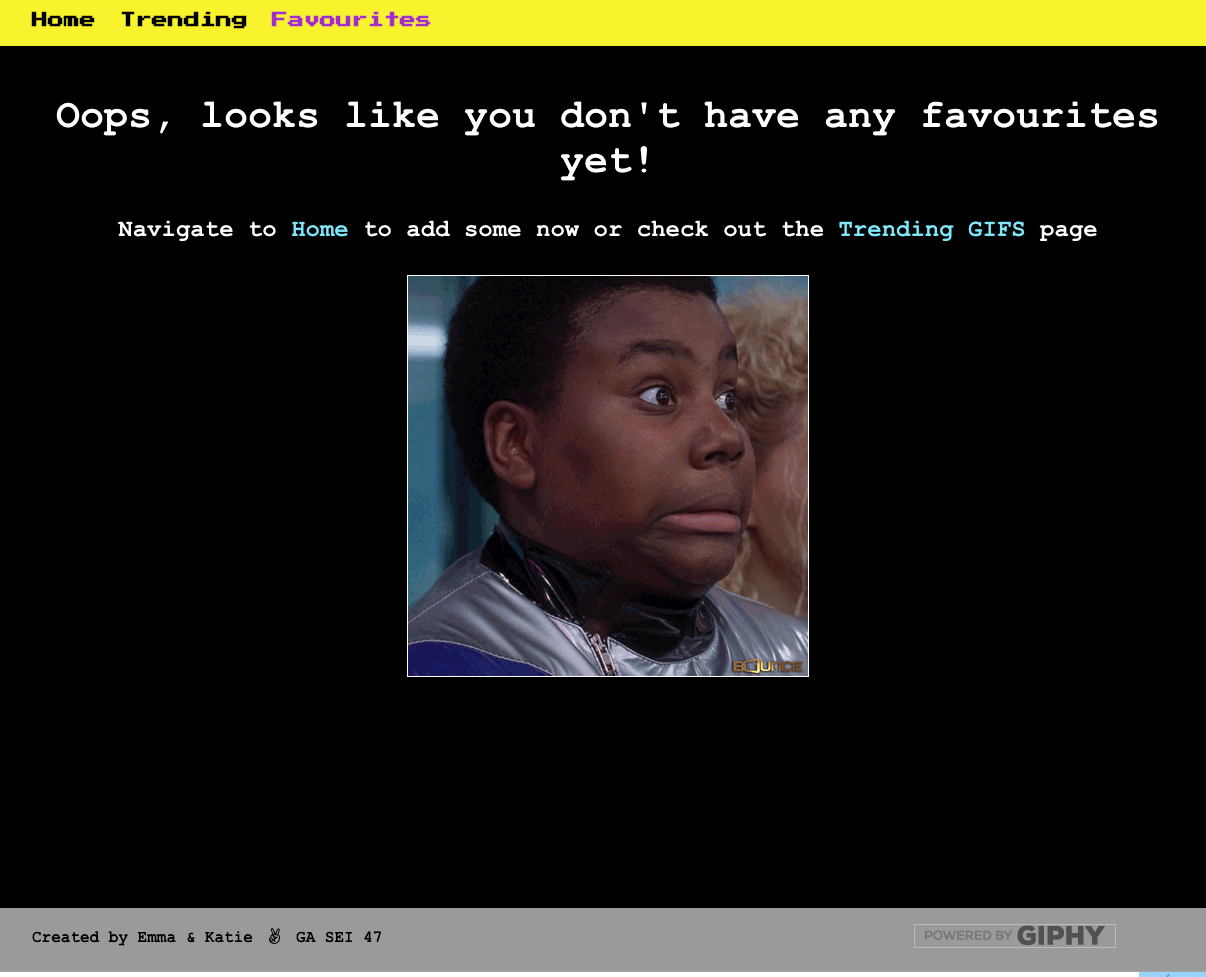 Home Trending Favourites
Oops, looks like you don't have any favourites
yet!
Navigate to Home to add some now or check out the Trending GIFS page
BOUNCE
Created by Emma & Katie ✌ GA SEI 47
POWERED BY GIPHY